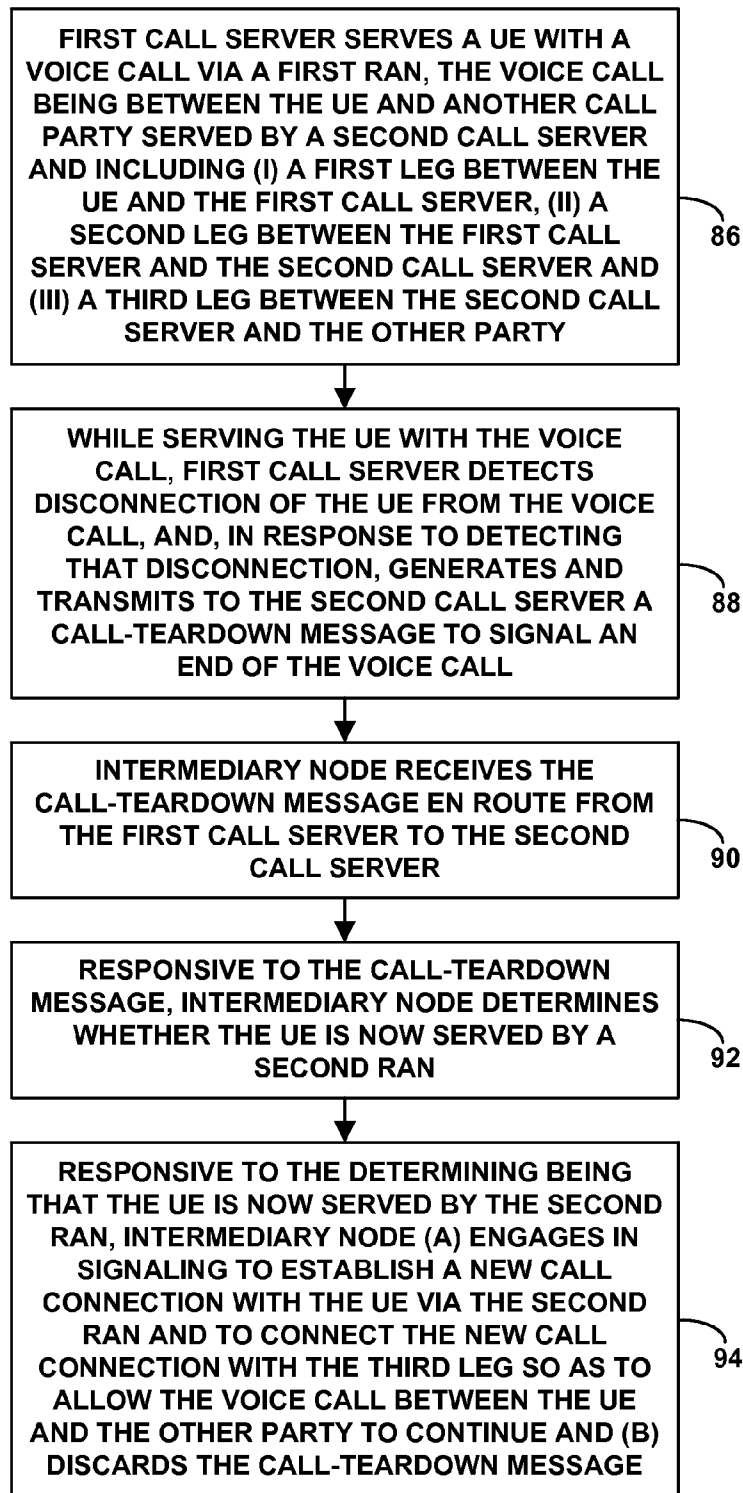 FIRST CALL SERVER SERVES A UE WITH A
VOICE CALL VIA A FIRST RAN, THE VOICE CALL
BEING BETWEEN THE UE AND ANOTHER CALL
PARTY SERVED BY A SECOND CALL SERVER
AND INCLUDING (I) A FIRST LEG BETWEEN THE
UE AND THE FIRST CALL SERVER, (II) A
SECOND LEG BETWEEN THE FIRST CALL
SERVER AND THE SECOND CALL SERVER AND
(III) A THIRD LEG BETWEEN THE SECOND CALL
SERVER AND THE OTHER PARTY
86
WHILE SERVING THE UE WITH THE VOICE
CALL, FIRST CALL SERVER DETECTS
DISCONNECTION OF THE UE FROM THE VOICE
CALL, AND, IN RESPONSE TO DETECTING
THAT DISCONNECTION, GENERATES AND
TRANSMITS TO THE SECOND CALL SERVER A
CALL-TEARDOWN MESSAGE TO SIGNAL AN
END OF THE VOICE CALL
88
INTERMEDIARY NODE RECEIVES THE
CALL-TEARDOWN MESSAGE EN ROUTE FROM
THE FIRST CALL SERVER TO THE SECOND
CALL SERVER
90
RESPONSIVE TO THE CALL-TEARDOWN
MESSAGE, INTERMEDIARY NODE DETERMINES
WHETHER THE UE IS NOW SERVED BY A
SECOND RAN
92
RESPONSIVE TO THE DETERMINING BEING
THAT THE UE IS NOW SERVED BY THE SECOND
RAN, INTERMEDIARY NODE (A) ENGAGES IN
SIGNALING TO ESTABLISH A NEW CALL
CONNECTION WITH THE UE VIA THE SECOND
RAN AND TO CONNECT THE NEW CALL
CONNECTION WITH THE THIRD LEG SO AS TO
ALLOW THE VOICE CALL BETWEEN THE UE
AND THE OTHER PARTY TO CONTINUE AND (B)
DISCARDS THE CALL-TEARDOWN MESSAGE
94